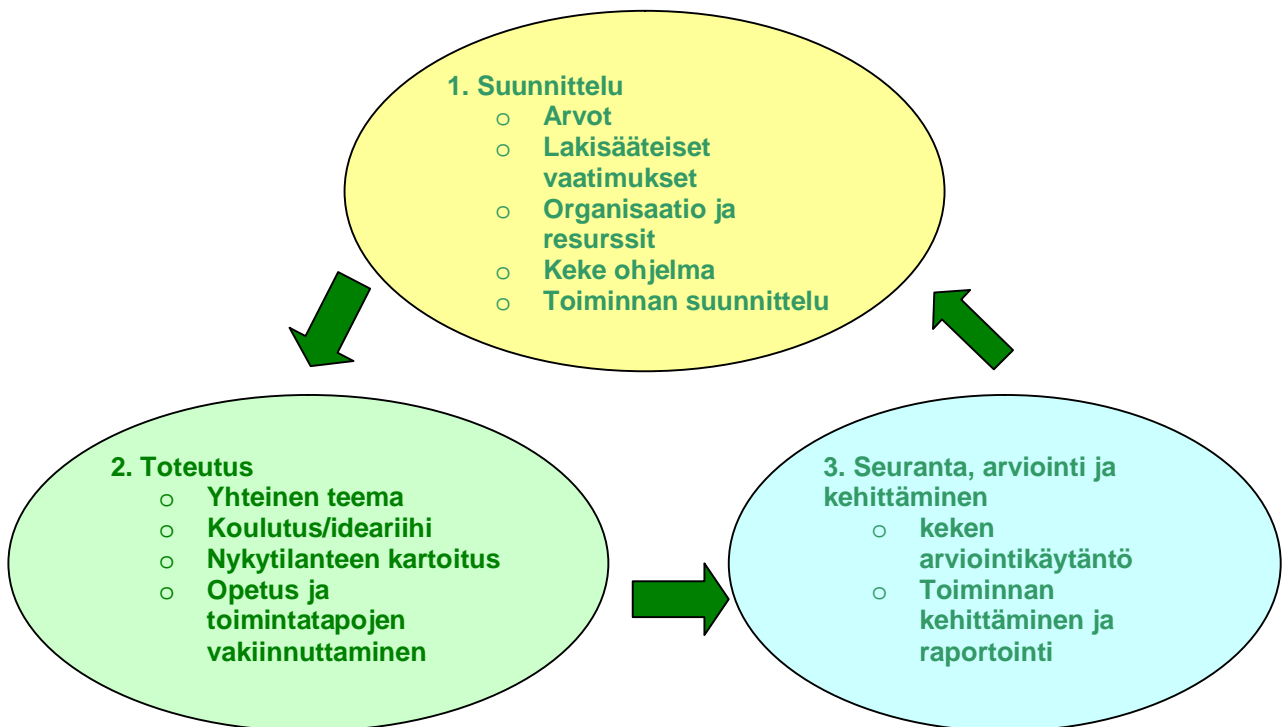 1. Suunnittelu
o Arvot
o Lakisääteiset
vaatimukset
o Organisaatio ja
resurssit
o Keke ohjelma
o Toiminnan suunnittelu
2. Toteutus
o Yhteinen teema
o Koulutus/ideariihi
o Nykytilanteen kartoitus
o Opetus ja
toimintatapojen
vakiinnuttaminen
3. Seuranta, arviointi ja
kehittäminen
o keken
arviointikäytäntö
o Toiminnan
kehittäminen ja
raportointi